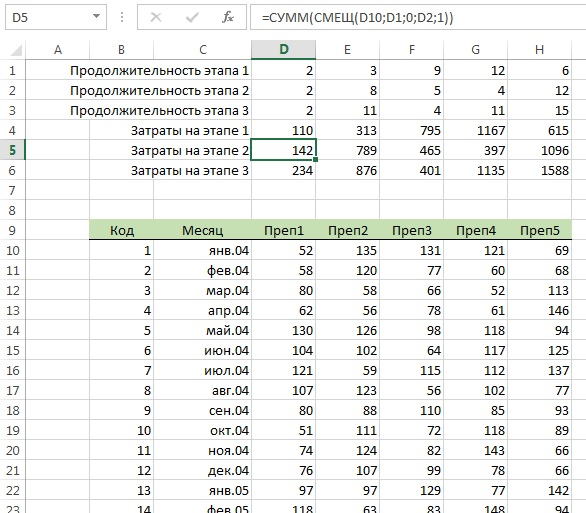 D5 =СУММ(СМЕЩ(D10;D1;0;D2;1))
A B C D E F G H
1 Продолжительность этапа 1 2 3 9 12 6
2 Продолжительность этапа 2 2 8 5 4 12
3 Продолжительность этапа 3 2 11 4 11 15
4 Затраты на этапе 1 110 313 795 1167 615
5 Затраты на этапе 2 142 789 465 397 1096
6 Затраты на этапе 3 234 876 401 1135 1588
7
8
9 Код Месяц Преп1 Преп2 Преп3 Преп4 Преп5
10 1 янв.04 52 135 131 121 69
11 2 фев.04 58 120 77 60 68
12 3 мар.04 80 58 66 52 113
13 4 апр.04 62 56 78 61 146
14 5 май.04 130 126 98 118 94
15 6 июн.04 104 102 64 117 125
16 7 июл.04 121 59 115 112 137
17 8 авг.04 107 123 56 102 77
18 9 сен.04 80 88 110 85 93
19 10 окт.04 51 111 72 118 89
20 11 ноя.04 74 124 82 143 66
21 12 дек.04 76 107 99 78 66
22 13 янв.05 97 97 129 77 142
23 14 фев.05 118 63 83 148 94